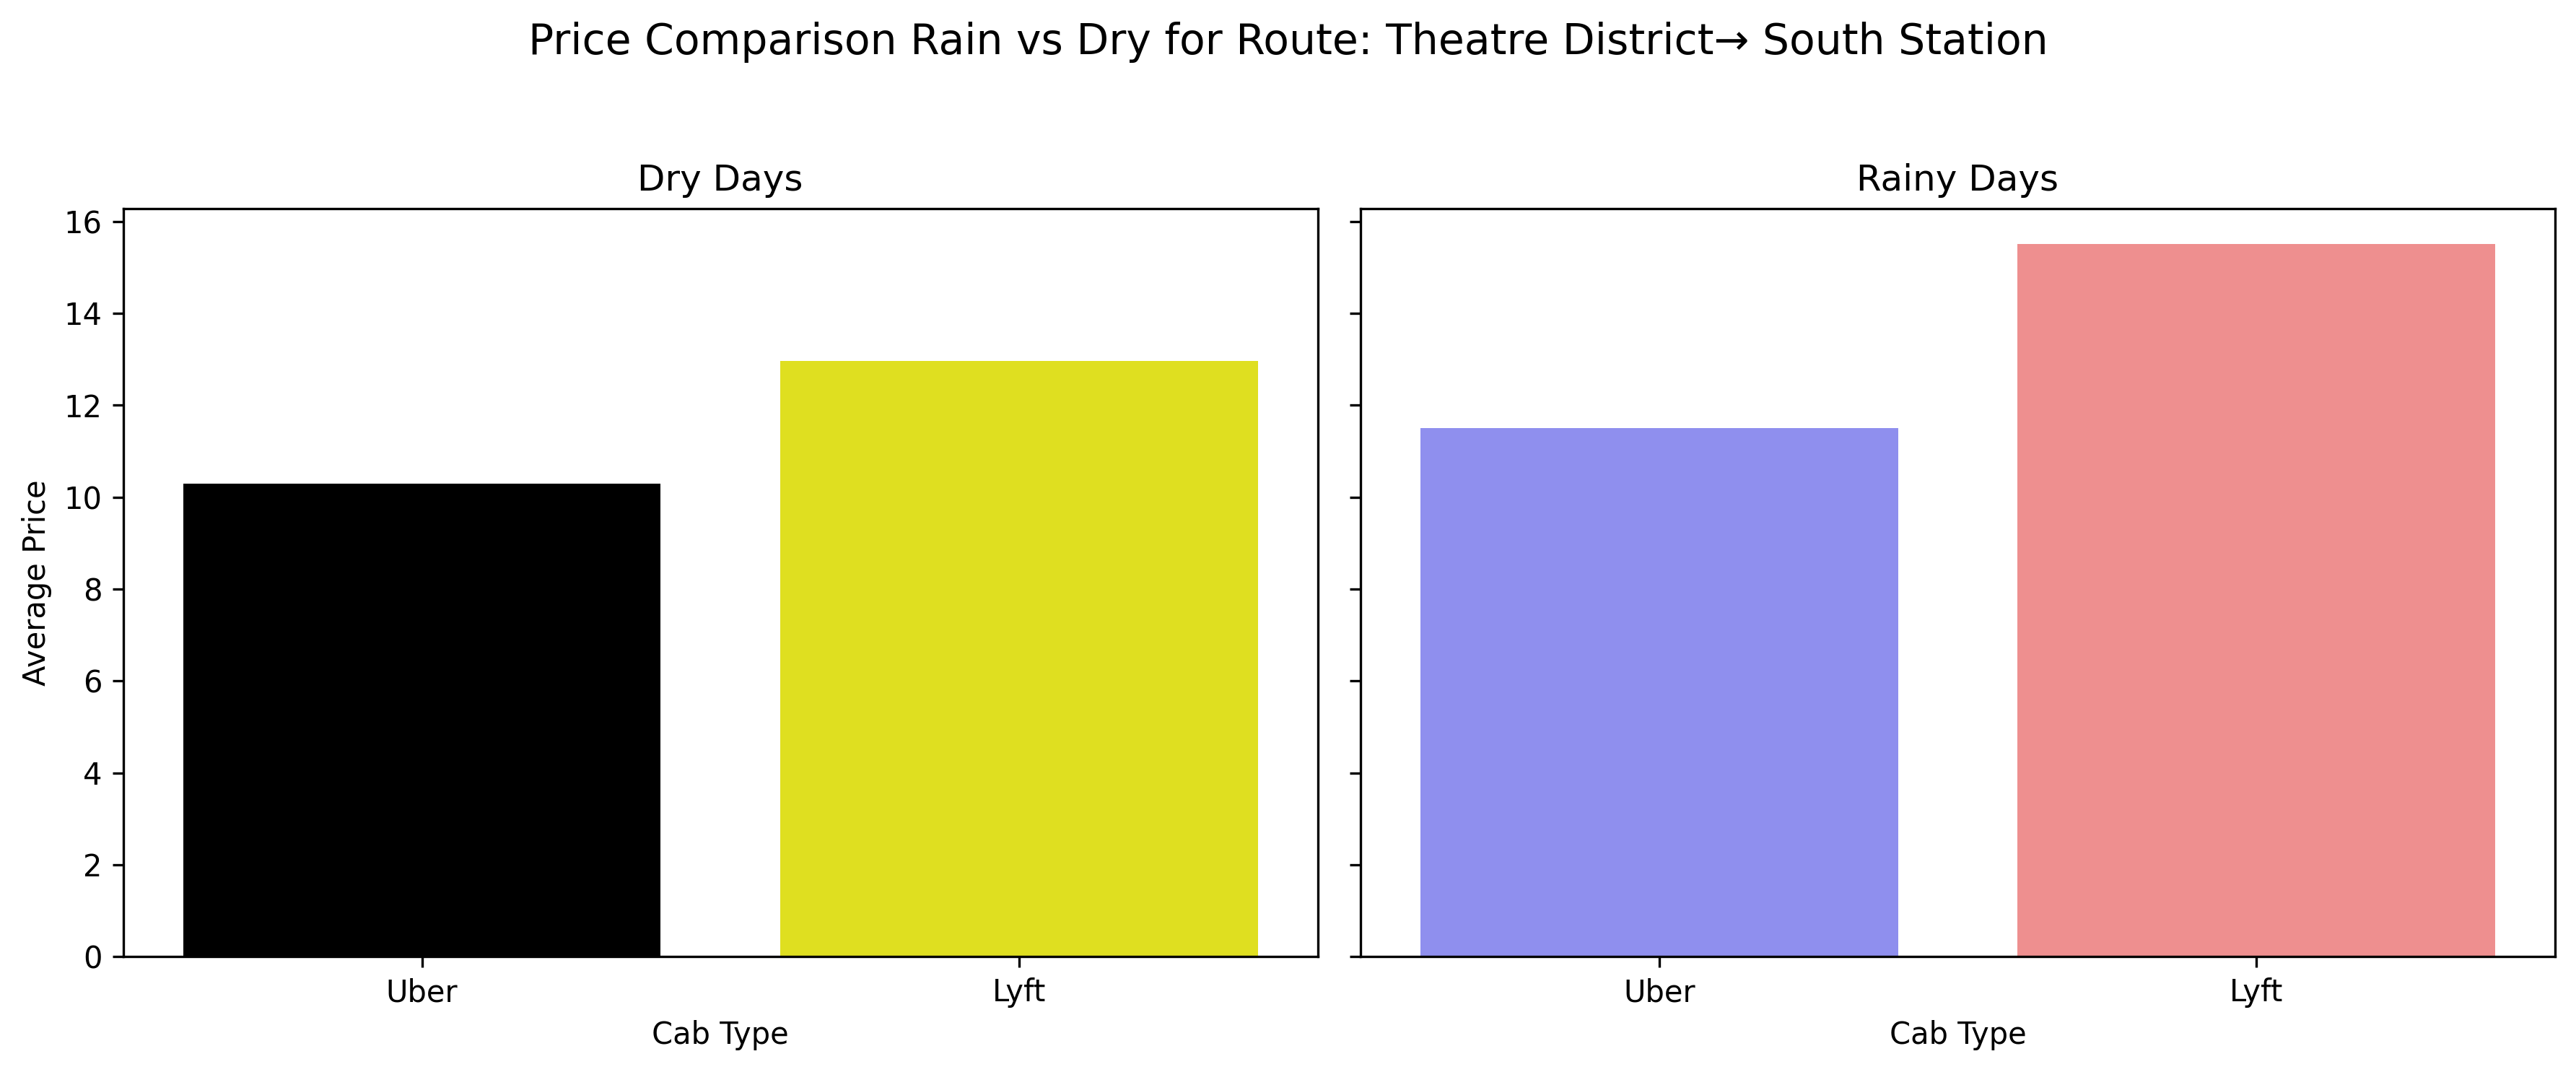 Price Comparison Rain vs Dry for Route: Theatre District→ South Station
Dry Days
Average Price
16
14
12
10
8
6
4
2
0
Uber
Lyft
Cab Type
Rainy Days
Uber
Lyft
Cab Type